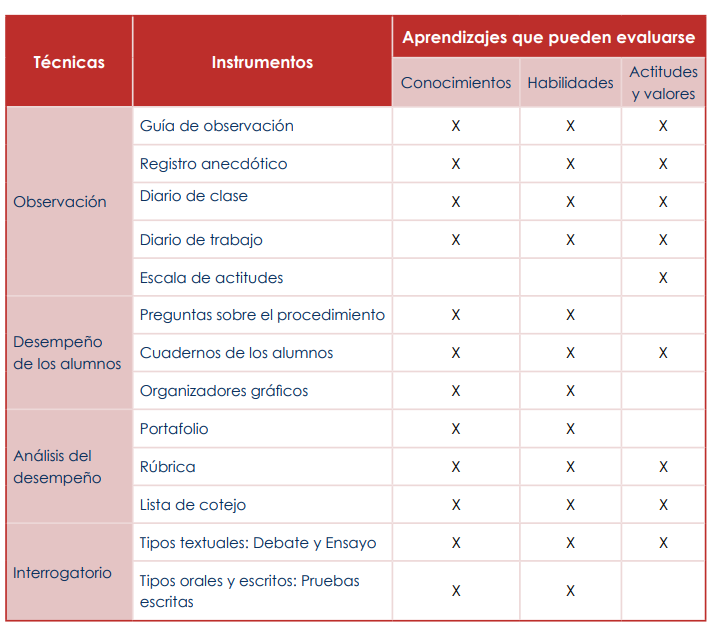 Técnicas
Instrumentos
Aprendizajes que pueden evaluarse
Conocimientos
Habilidades
Actitudes
y valores
Observación
Guía de observación X X X
Registro anecdótico X X X
Diario de clase X X X
Diario de trabajo X X X
Escala de actitudes X
Desempeño
de los alumnos
Preguntas sobre el procedimiento X X
Cuadernos de los alumnos X X X
Organizadores gráficos X X
Análisis del
desempeño
Portafolio X X
Rúbrica X X X
Lista de cotejo X X X
Interrogatorio
Tipos textuales: Debate y Ensayo X X X
Tipos orales y escritos: Pruebas
escritas X X